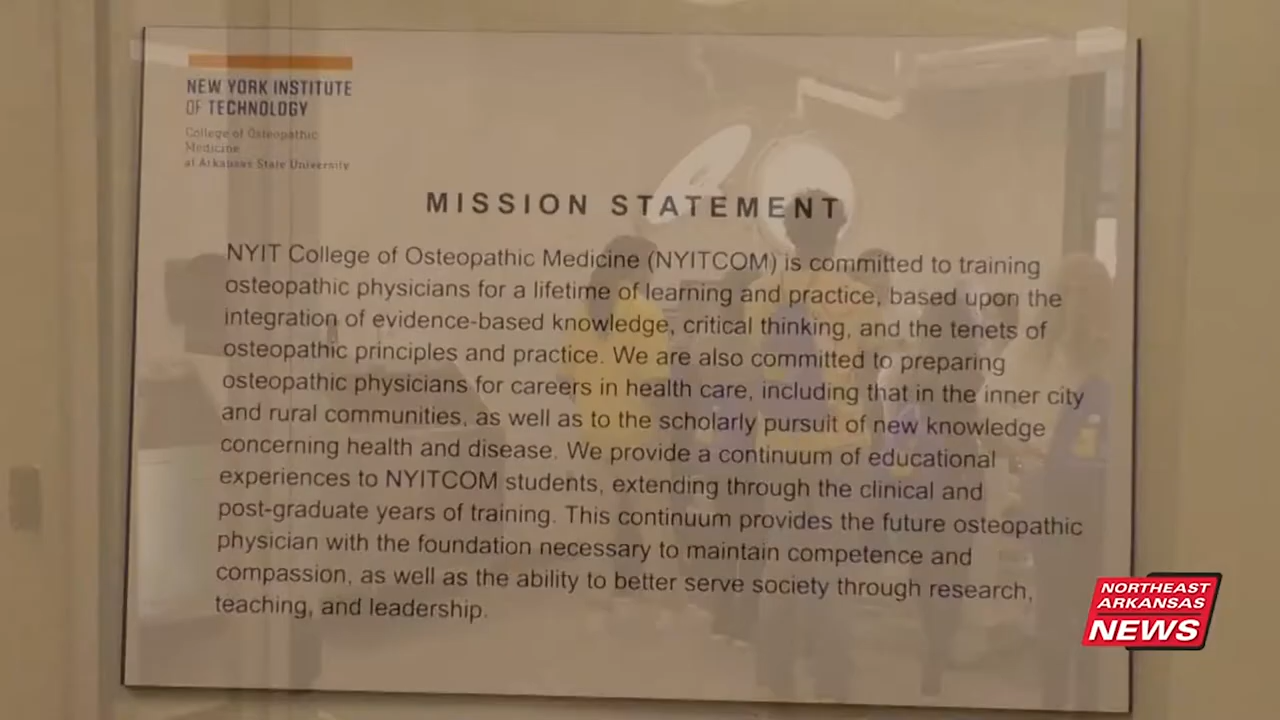 NEW YORK INSTITUTE
OF TECHNOLOGY
College of Osteopathic
Medicine
at Arkansas State University
MISSION STATEMENT
NYIT College of Osteopathic Medicine (NYITCOM) is committed to training
osteopathic physicians for a lifetime of learning and practice, based upon the
integration of evidence-based knowledge, critical thinking, and the tenets of
osteopathic principles and practice. We are also committed to preparing
osteopathic physicians for careers in health care, including that in the inner city
and rural communities, as well as to the scholarly pursuit of new knowledge
concerning health and disease. We provide a continuum of educational
experiences to NYITCOM students, extending through the clinical and
post-graduate years of training. This continuum provides the future osteopathic
physician with the foundation necessary to maintain competence and
compassion, as well as the ability to better serve society through research,
teaching, and leadership.
NORTHEAST
ARKANSAS
NEWS